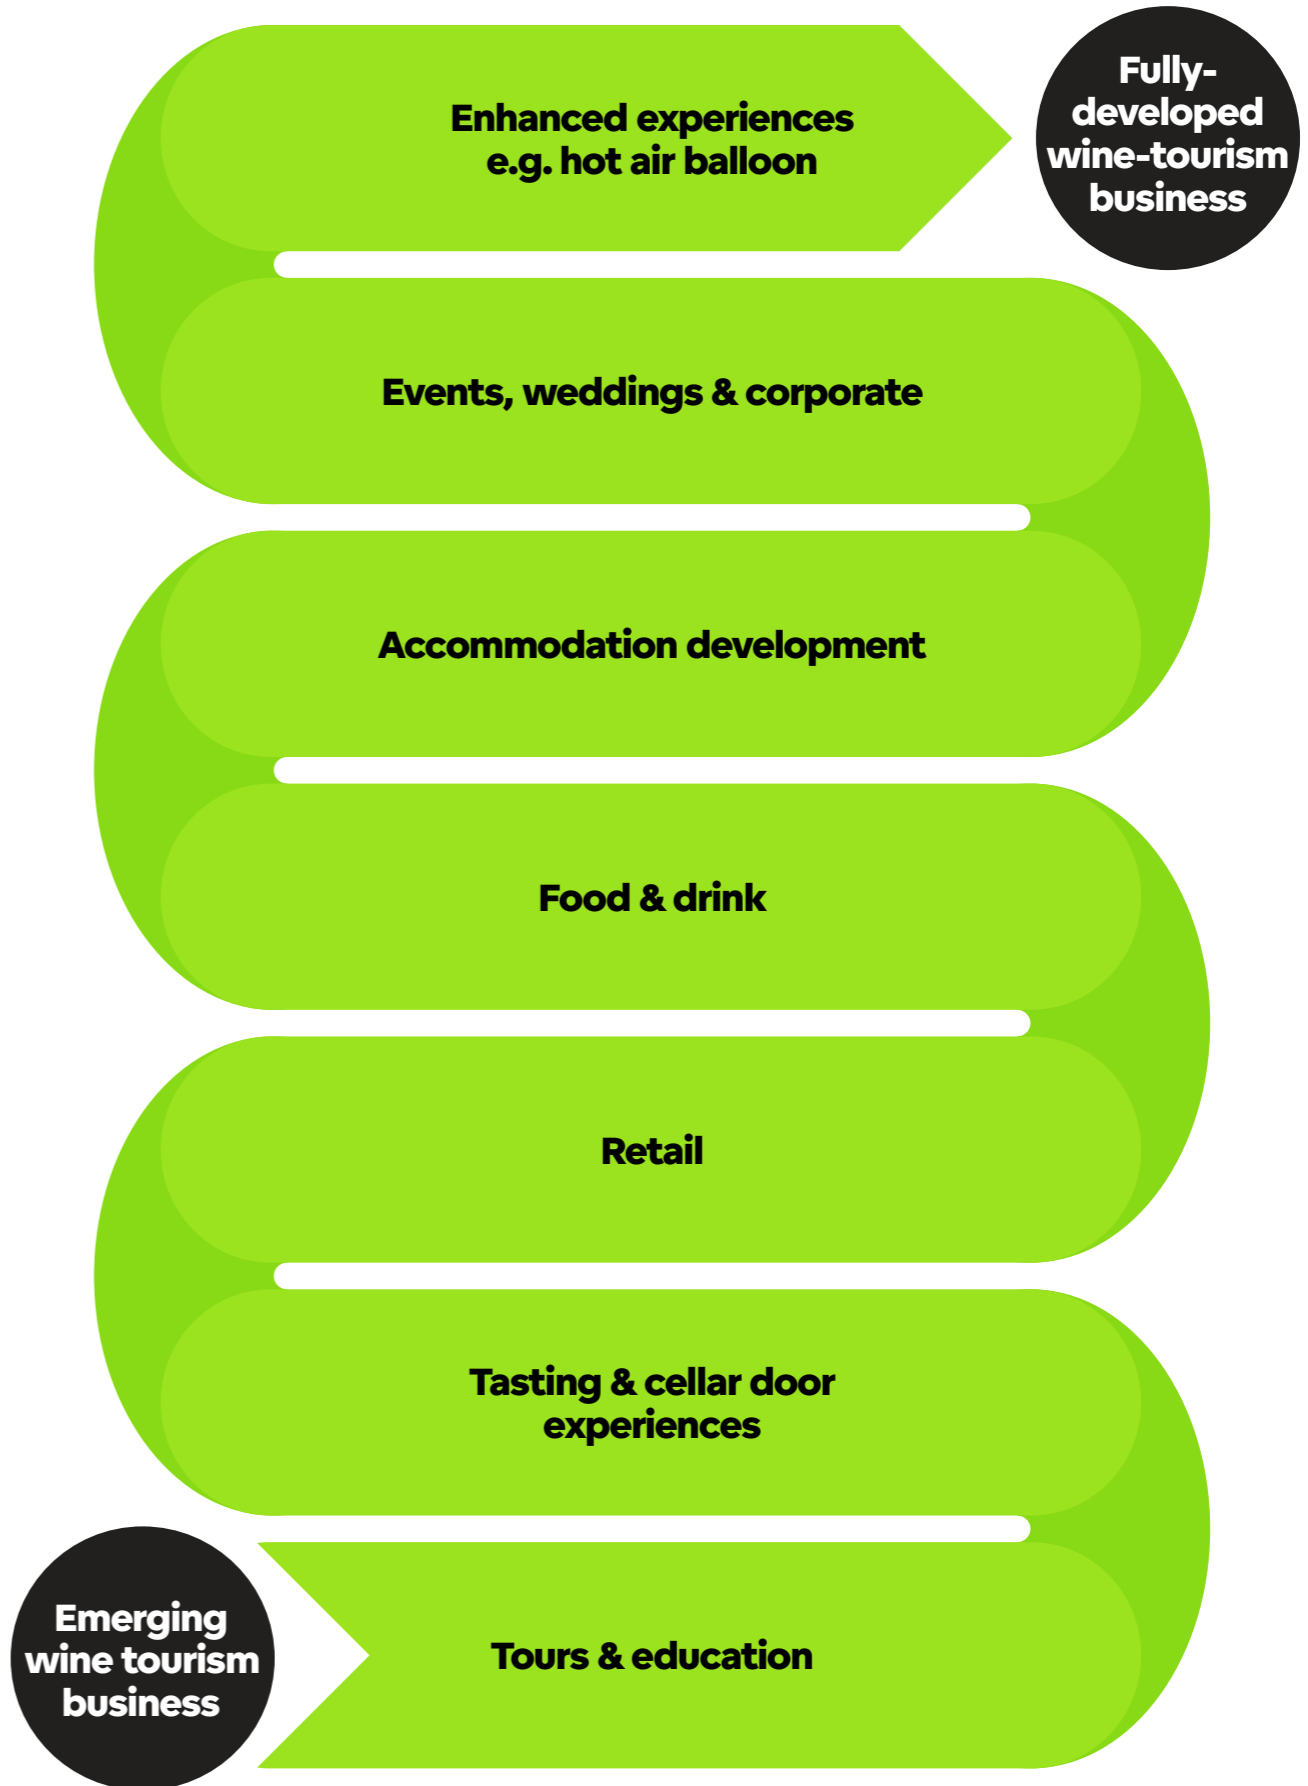 Enhanced experiences
e.g. hot air balloon
Fully-
developed
wine-tourism
business
Events, weddings & corporate
Accommodation development
Food & drink
Retail
Tasting & cellar door
experiences
Emerging
wine tourism
business
Tours & education